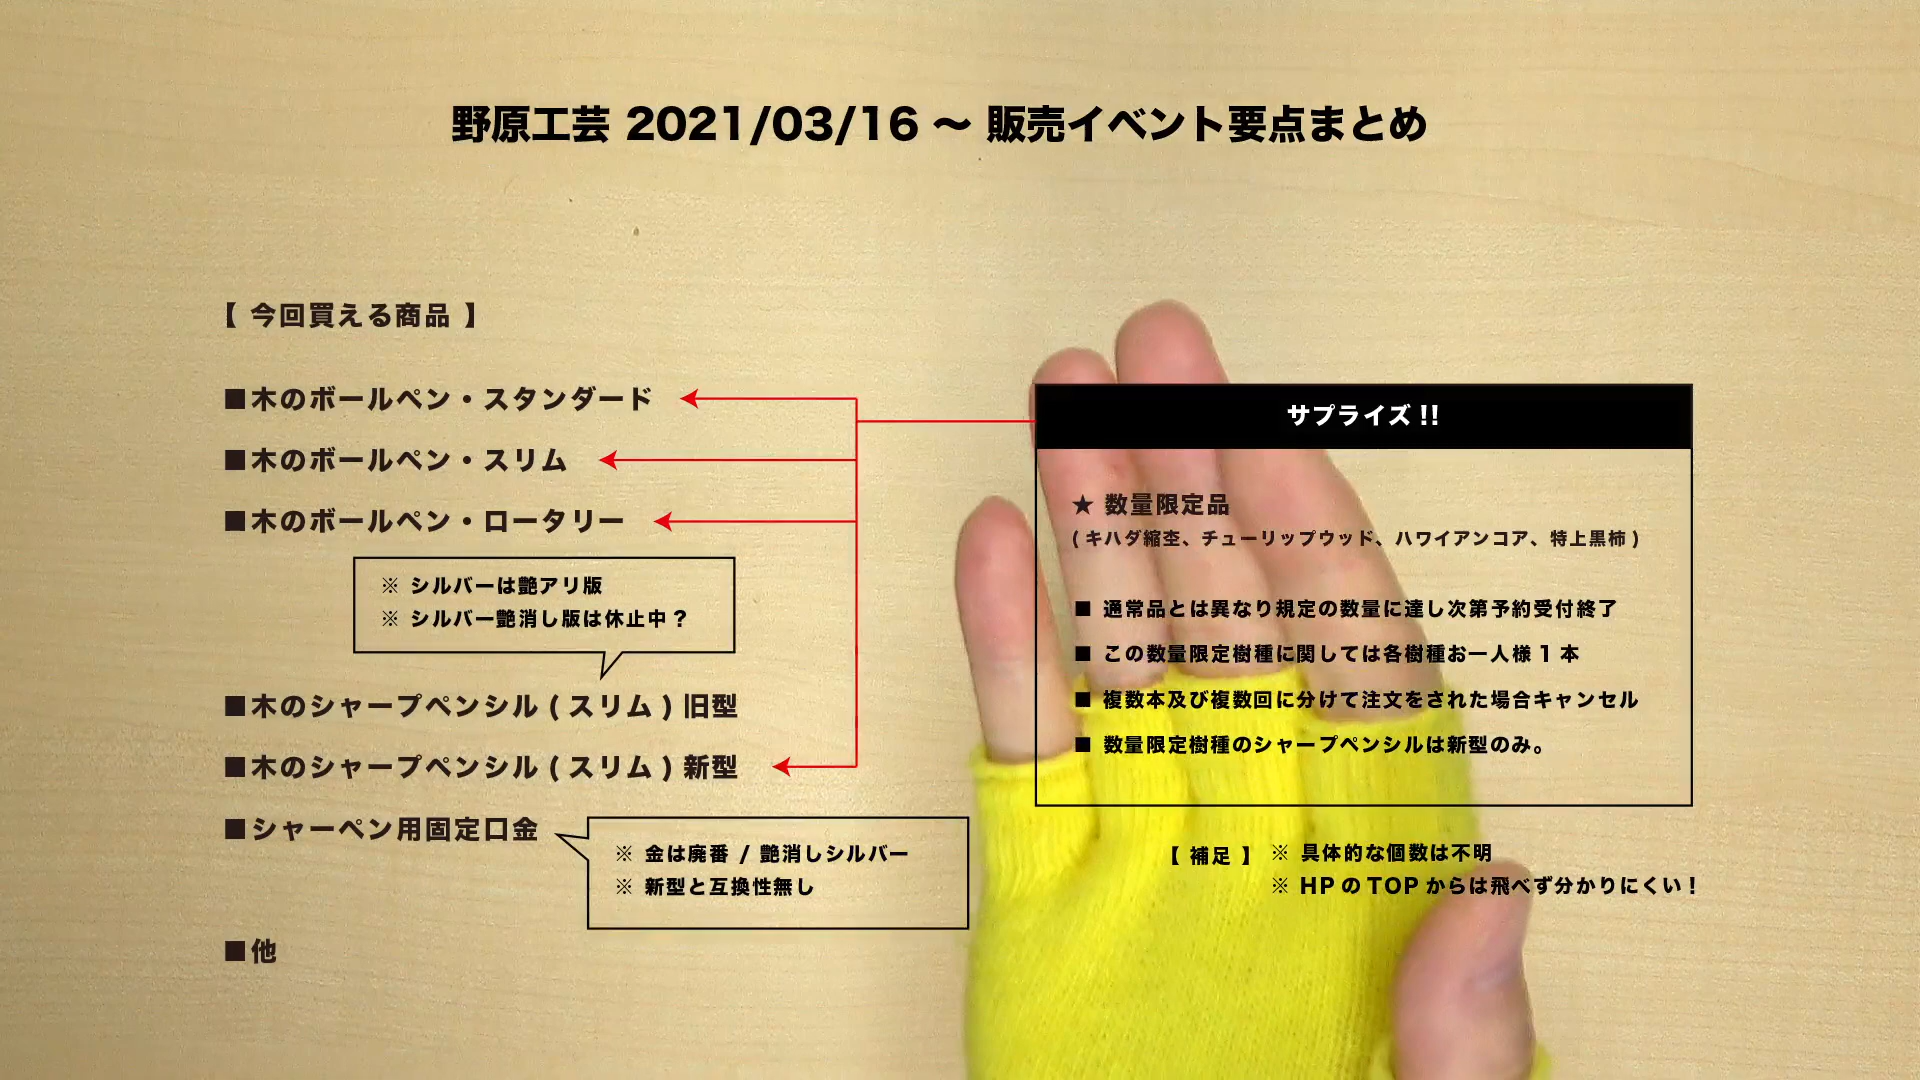 野原工芸 2021/03/16 ～ 販売イベント要点まとめ
【 今回買える商品 】
■木のボールペン・スタンダード
■木のボールペン・スリム
■木のボールペン・ロータリー
※ シルバーは艶アリ版
※ シルバー艶消し版は休止中？
■木のシャープペンシル ( スリム ) 旧型
■木のシャープペンシル ( スリム ) 新型
■シャーペン用固定口金
※ 金は廃番 / 艶消しシルバー
※ 新型と互換性無し
■他
サプライズ !!
★ 数量限定品
( キハダ縮杢、チューリップウッド、ハワイアンコア、特上黒柿 )
■ 通常品とは異なり規定の数量に達し次第予約受付終了
■ この数量限定樹種に関しては各樹種お一人様 1 本
■ 複数本及び複数回に分けて注文をされた場合キャンセル
■ 数量限定樹種のシャープペンシルは新型のみ。
【 補足 】 ※ 具体的な個数は不明
※ HP の TOP からは飛べず分かりにくい！